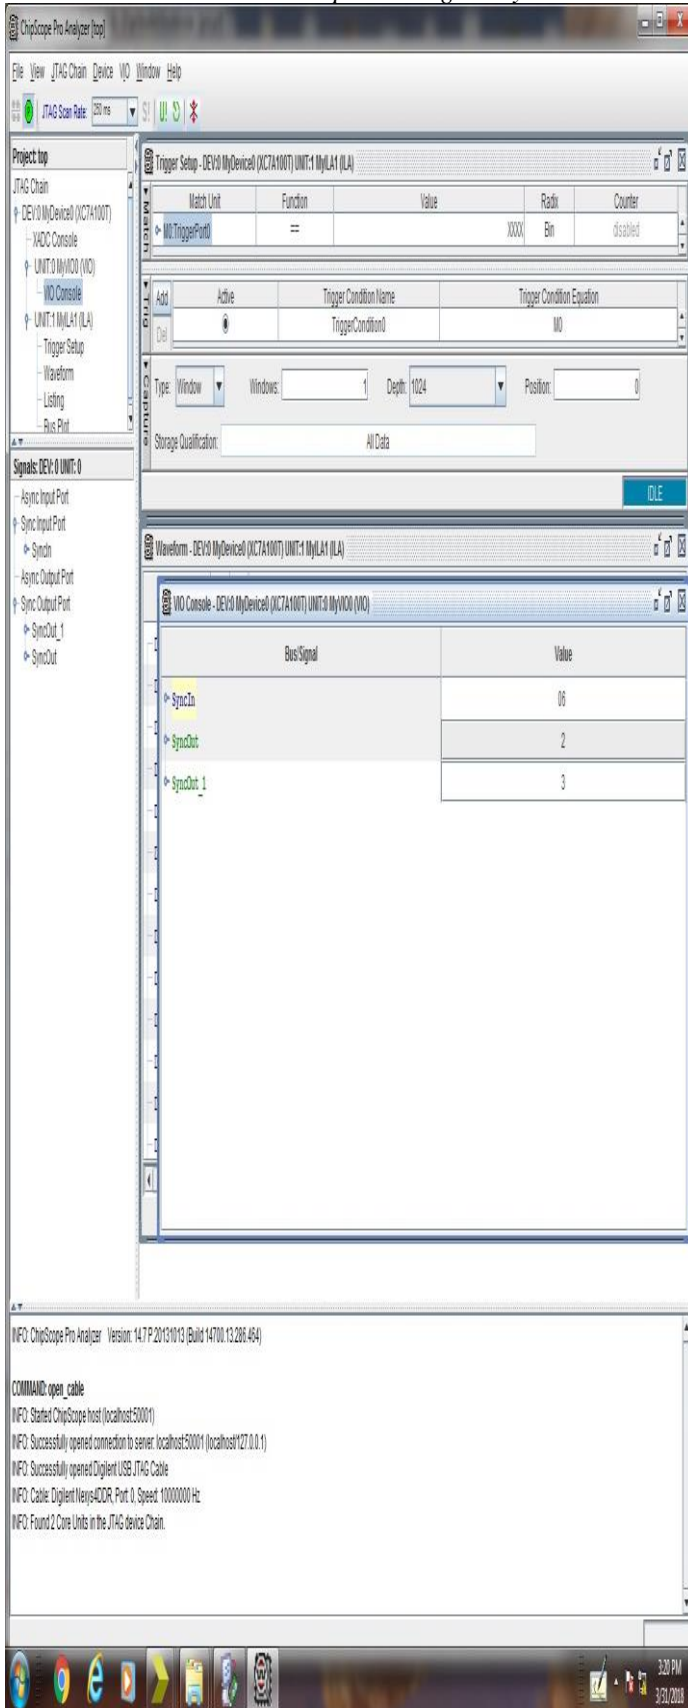 ChipScope Pro Analyzer [top]
File View JTAG Chain Device VIO Window Help
JTAG Scan Rate: 250 ms S! U!
Project: top
JTAG Chain
DEV:0 MyDevice0 (XC7A100T)
XADC Console
UNIT:0 MyVIO0 (VIO)
VIO Console
UNIT:1 MyILA1 (ILA)
Trigger Setup
Waveform
Listing
Bus Plot
Signals: DEV: 0 UNIT: 0
Async Input Port
Sync Input Port
SyncIn
Async Output Port
Sync Output Port
SyncOut_1
SyncOut
Trigger Setup - DEV:0 MyDevice0 (XC7A100T) UNIT:1 MyILA1 (ILA)
Match
Match Unit Function Value Radix Counter
M0:TriggerPort0 == XXXX Bin disabled
Trig
Add Active Trigger Condition Name Trigger Condition Equation
Del TriggerCondition0 M0
Capture
Type: Window Windows: 1 Depth: 1024 Position: 0
Storage Qualification: All Data
IDLE
Waveform - DEV:0 MyDevice0 (XC7A100T) UNIT:1 MyILA1 (ILA)
VIO Console - DEV:0 MyDevice0 (XC7A100T) UNIT:0 MyVIO0 (VIO)
Bus/Signal Value
SyncIn 06
SyncOut 2
SyncOut_1 3
INFO: ChipScope Pro Analyzer Version: 14.7 P.20131013 (Build 14700.13.286.464)
COMMAND: open_cable
INFO: Started ChipScope host (localhost:50001)
INFO: Successfully opened connection to server: localhost:50001 (localhost/127.0.0.1)
INFO: Successfully opened Digilent USB JTAG Cable
INFO: Cable: Digilent Nexys4DDR, Port: 0, Speed: 10000000 Hz
INFO: Found 2 Core Units in the JTAG device Chain.
3:20 PM
3/31/2018